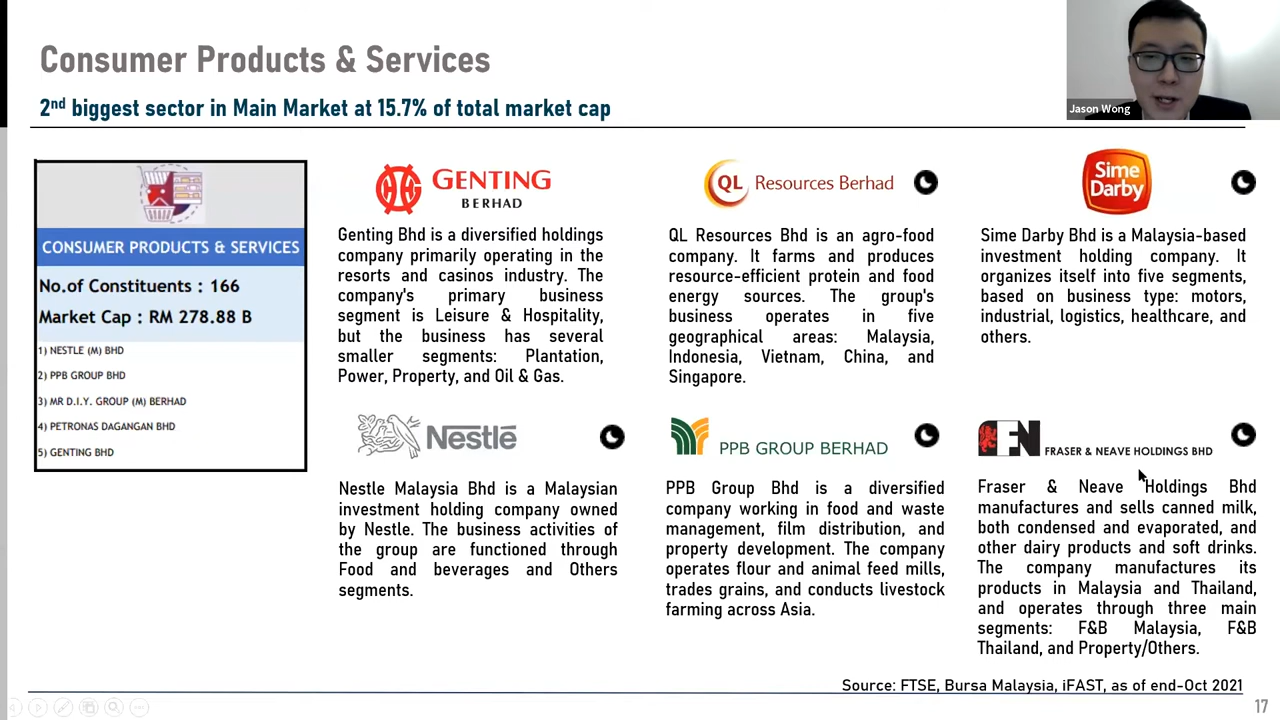 Consumer Products & Services
2nd biggest sector in Main Market at 15.7% of total market cap
Jason Wong
CONSUMER PRODUCTS & SERVICES
No.of Constituents : 166
Market Cap : RM 278.88 B
1) NESTLE (M) BHD
2) PPB GROUP BHD
3) MR D.I.Y. GROUP (M) BERHAD
4) PETRONAS DAGANGAN BHD
5) GENTING BHD
GENTING
BERHAD
Genting Bhd is a diversified holdings
company primarily operating in the
resorts and casinos industry. The
company's primary business
segment is Leisure & Hospitality,
but the business has several
smaller segments: Plantation,
Power, Property, and Oil & Gas.
QL Resources Berhad
QL Resources Bhd is an agro-food
company. It farms and produces
resource-efficient protein and food
energy sources. The group's
business operates in five
geographical areas: Malaysia,
Indonesia, Vietnam, China, and
Singapore.
Sime
Darby
Sime Darby Bhd is a Malaysia-based
investment holding company. It
organizes itself into five segments,
based on business type: motors,
industrial, logistics, healthcare, and
others.
Nestlé
Nestle Malaysia Bhd is a Malaysian
investment holding company owned
by Nestle. The business activities of
the group are functioned through
Food and beverages and Others
segments.
PPB GROUP BERHAD
PPB Group Bhd is a diversified
company working in food and waste
management, film distribution, and
property development. The company
operates flour and animal feed mills,
trades grains, and conducts livestock
farming across Asia.
FN FRASER & NEAVE HOLDINGS BHD
Fraser & Neave Holdings Bhd
manufactures and sells canned milk,
both condensed and evaporated, and
other dairy products and soft drinks.
The company manufactures its
products in Malaysia and Thailand,
and operates through three main
segments: F&B Malaysia, F&B
Thailand, and Property/Others.
Source: FTSE, Bursa Malaysia, iFAST, as of end-Oct 2021
17